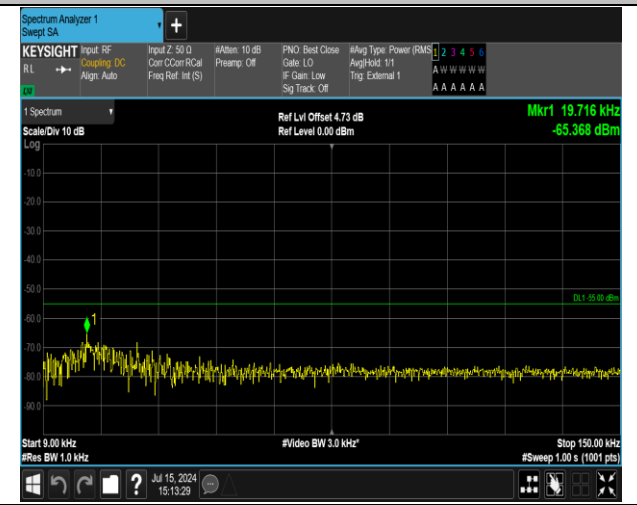 Spectrum Analyzer 1
Swept SA
+
KEYSIGHT Input: RF Input Z: 50 Ω #Atten: 10 dB PNO: Best Close #Avg Type: Power (RMS 1 2 3 4 5 6
RL Coupling: DC Corr CCorr RCal Preamp: Off Gate: LO Avg|Hold: 1/1 A W W W W W
Align: Auto Freq Ref: Int (S) IF Gain: Low Trig: External 1
LXI Sig Track: Off A A A A A A
1 Spectrum Ref Lvl Offset 4.73 dB Mkr1 19.716 kHz
Scale/Div 10 dB Ref Level 0.00 dBm -65.368 dBm
Log
-10.0
-20.0
-30.0
-40.0
-50.0
DL1 -55.00 dBm
-60.0 1
-70.0
-80.0
-90.0
Start 9.00 kHz #Video BW 3.0 kHz* Stop 150.00 kHz
#Res BW 1.0 kHz #Sweep 1.00 s (1001 pts)
? Jul 15, 2024
15:13:29